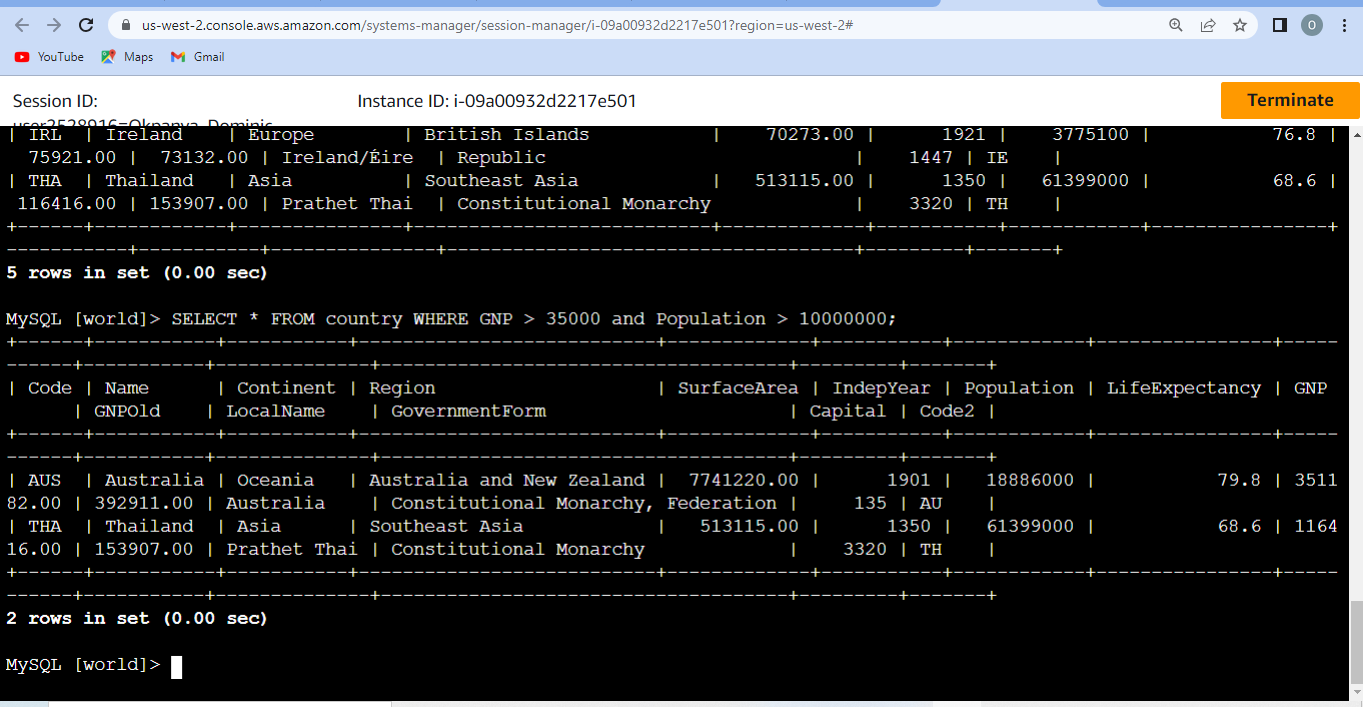 us-west-2.console.aws.amazon.com/systems-manager/session-manager/i-09a00932d2217e501?region=us-west-2#
O
YouTube Maps Gmail
Session ID: Instance ID: i-09a00932d2217e501 Terminate
user2528916=Okpanya_Dominic
| IRL | Ireland | Europe | British Islands | 70273.00 | 1921 | 3775100 | 76.8 |
75921.00 | 73132.00 | Ireland/Éire | Republic | 1447 | IE |
| THA | Thailand | Asia | Southeast Asia | 513115.00 | 1350 | 61399000 | 68.6 |
116416.00 | 153907.00 | Prathet Thai | Constitutional Monarchy | 3320 | TH |
+------+------------+---------------+---------------------------+-------------+-----------+------------+----------------+
-----------+-----------+---------------+-------------------------------------+---------+-------+
5 rows in set (0.00 sec)
MySQL [world]> SELECT * FROM country WHERE GNP > 35000 and Population > 10000000;
+------+-----------+-----------+---------------------------+-------------+-----------+------------+----------------+-----
------+-----------+--------------+-------------------------------------+---------+-------+
| Code | Name | Continent | Region | SurfaceArea | IndepYear | Population | LifeExpectancy | GNP
| GNPOld | LocalName | GovernmentForm | Capital | Code2 |
+------+-----------+-----------+---------------------------+-------------+-----------+------------+----------------+-----
------+-----------+--------------+-------------------------------------+---------+-------+
| AUS | Australia | Oceania | Australia and New Zealand | 7741220.00 | 1901 | 18886000 | 79.8 | 3511
82.00 | 392911.00 | Australia | Constitutional Monarchy, Federation | 135 | AU |
| THA | Thailand | Asia | Southeast Asia | 513115.00 | 1350 | 61399000 | 68.6 | 1164
16.00 | 153907.00 | Prathet Thai | Constitutional Monarchy | 3320 | TH |
+------+-----------+-----------+---------------------------+-------------+-----------+------------+----------------+-----
------+-----------+--------------+-------------------------------------+---------+-------+
2 rows in set (0.00 sec)
MySQL [world]>